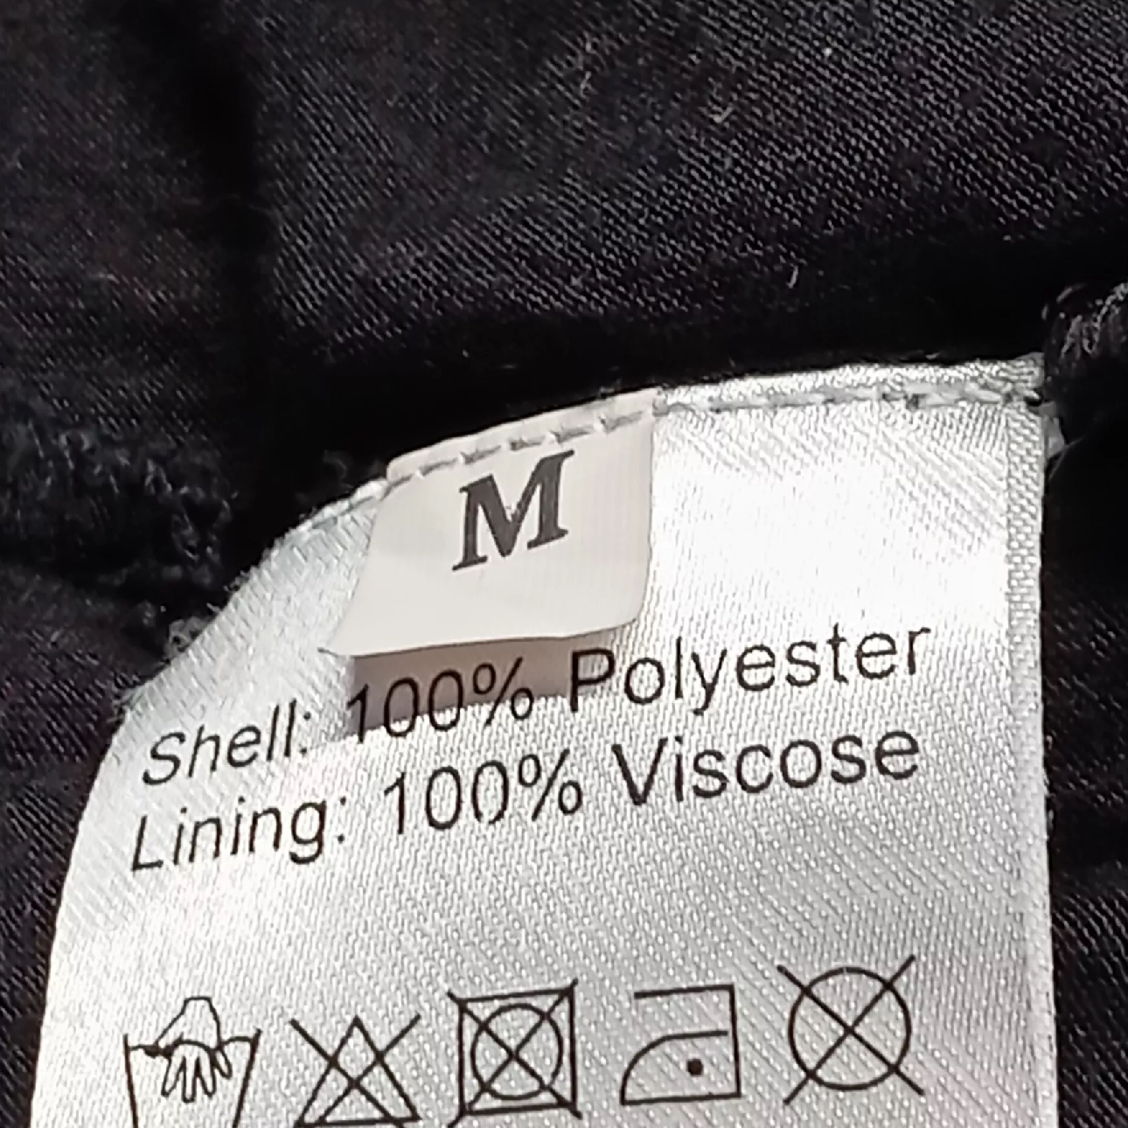 M
Shell: 100% Polyester
Lining: 100% Viscose